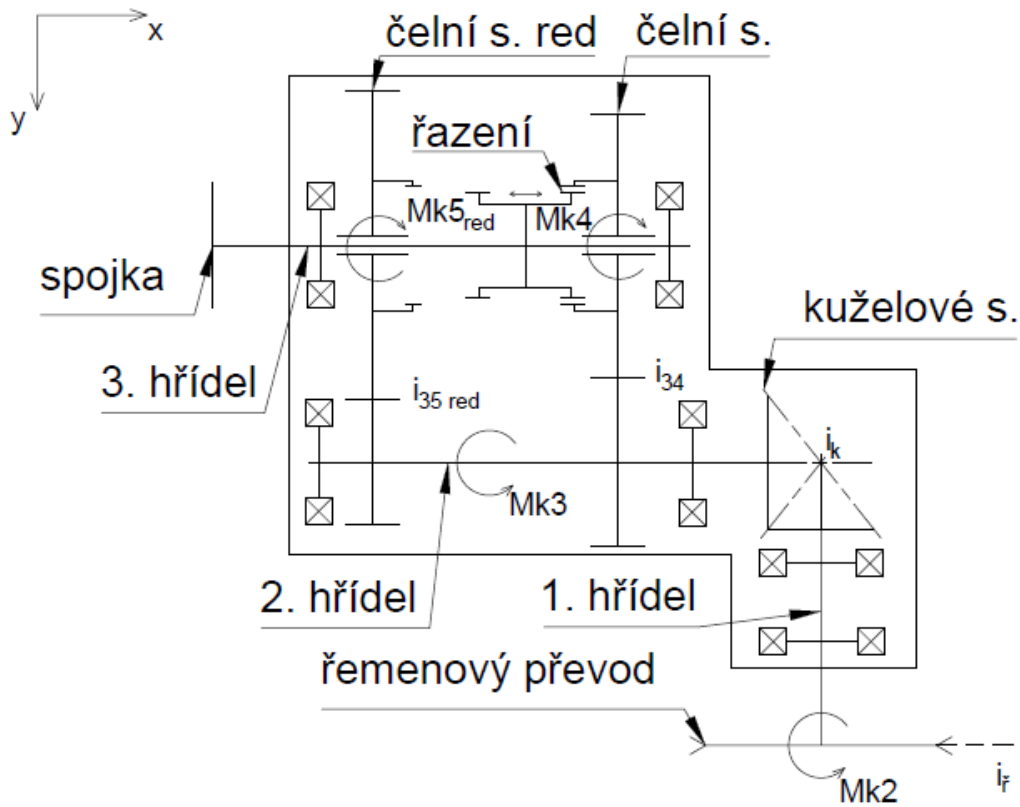 x
y
čelní s. red
čelní s.
řazení
Mk5red
Mk4
spojka
kuželové s.
3. hřídel
i35 red
i34
ik
Mk3
2. hřídel
1. hřídel
řemenový převod
Mk2
iř